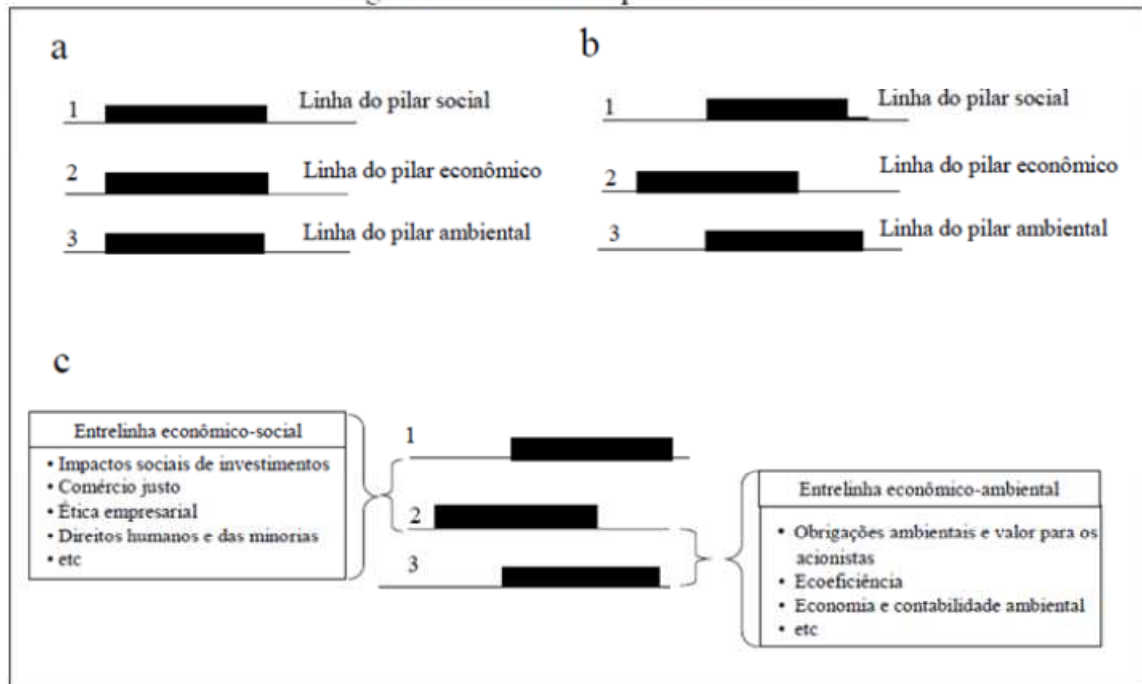 a
1
Linha do pilar social
2
Linha do pilar econômico
3
Linha do pilar ambiental
b
1
Linha do pilar social
2
Linha do pilar econômico
3
Linha do pilar ambiental
c
Entrelinha econômico-social
• Impactos sociais de investimentos
• Comércio justo
• Ética empresarial
• Direitos humanos e das minorias
• etc
1
2
3
Entrelinha econômico-ambiental
• Obrigações ambientais e valor para os
acionistas
• Ecoeficiência
• Economia e contabilidade ambiental
• etc